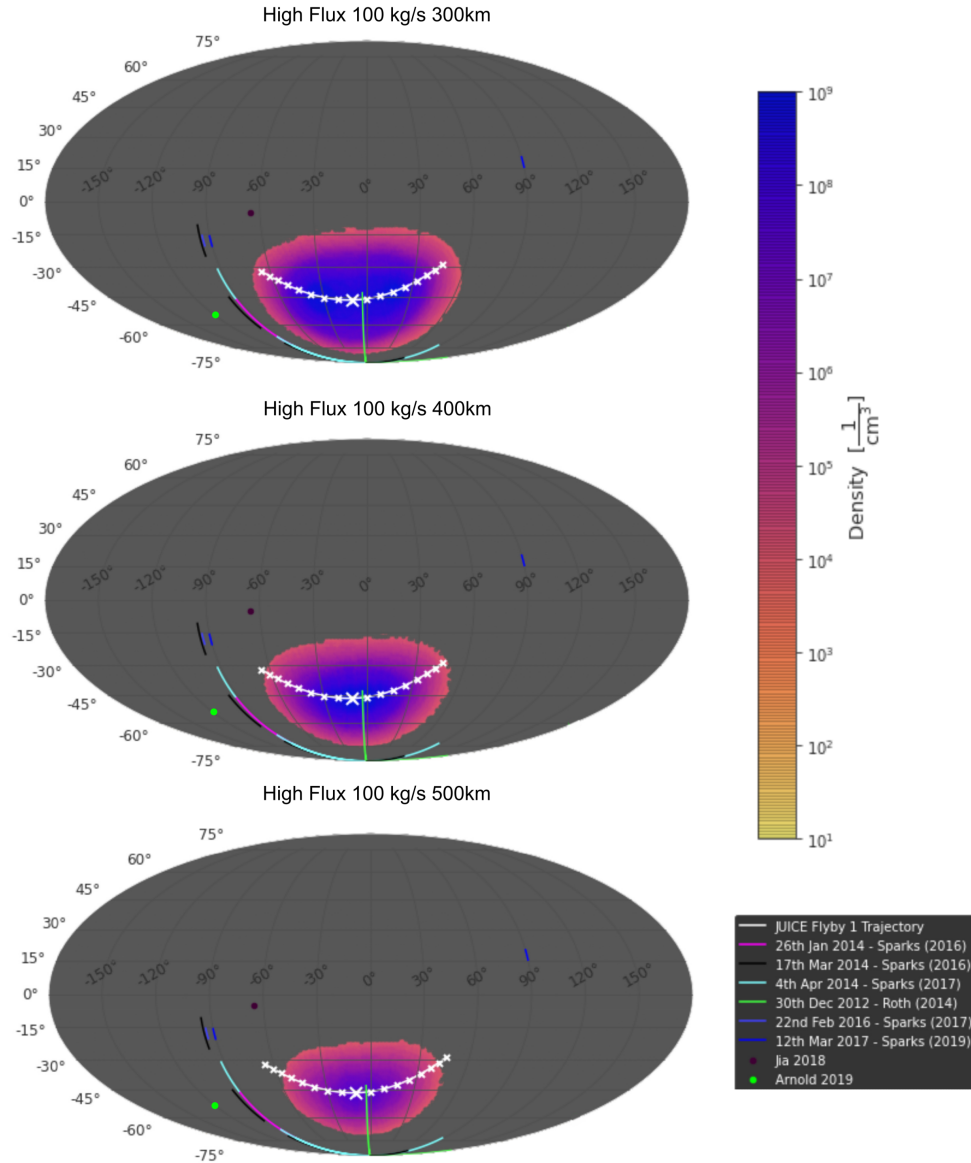 High Flux 100 kg/s 300km
75°
60°
45°
30°
15°
0°
-15°
-30°
-45°
-60°
-75°
-150° -120° -90° -60° -30° 0° 30° 60° 90° 120° 150°
High Flux 100 kg/s 400km
75°
60°
45°
30°
15°
0°
-15°
-30°
-45°
-60°
-75°
-150° -120° -90° -60° -30° 0° 30° 60° 90° 120° 150°
High Flux 100 kg/s 500km
75°
60°
45°
30°
15°
0°
-15°
-30°
-45°
-60°
-75°
-150° -120° -90° -60° -30° 0° 30° 60° 90° 120° 150°
10⁹
10⁸
10⁷
10⁶
10⁵
10⁴
10³
10²
10¹
Density [1/cm³]
JUICE Flyby 1 Trajectory
26th Jan 2014 - Sparks (2016)
17th Mar 2014 - Sparks (2016)
4th Apr 2014 - Sparks (2017)
30th Dec 2012 - Roth (2014)
22nd Feb 2016 - Sparks (2017)
12th Mar 2017 - Sparks (2019)
Jia 2018
Arnold 2019